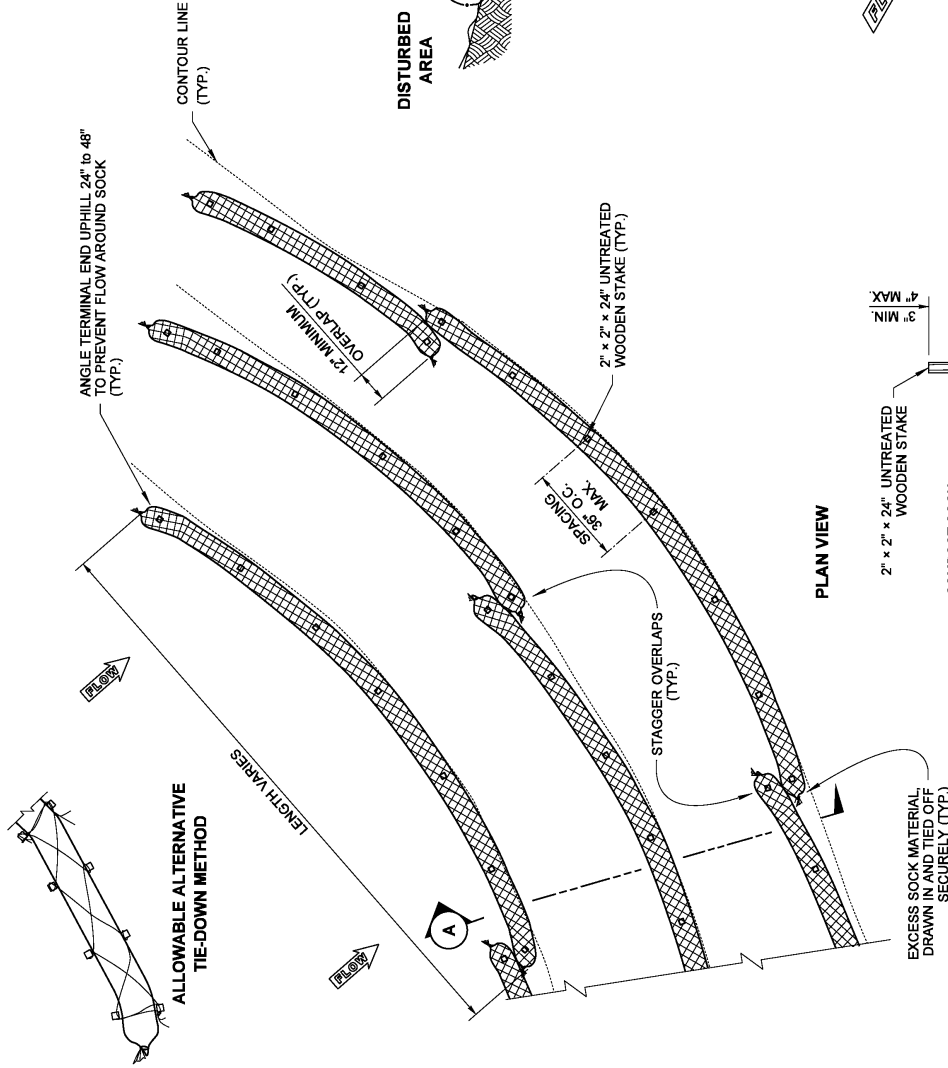 CONTOUR LINE
(TYP.)
DISTURBED
AREA
ANGLE TERMINAL END UPHILL 24" to 48"
TO PREVENT FLOW AROUND SOCK
(TYP.)
12" MINIMUM
OVERLAP (TYP.)
2" × 2" × 24" UNTREATED
WOODEN STAKE (TYP.)
SPACING
36" O.C.
MAX.
FLOW
LENGTH VARIES
ALLOWABLE ALTERNATIVE
TIE-DOWN METHOD
FLOW
A
STAGGER OVERLAPS
(TYP.)
EXCESS SOCK MATERIAL,
DRAWN IN AND TIED OFF
SECURELY (TYP.)
PLAN VIEW
2" × 2" × 24" UNTREATED
WOODEN STAKE
3" MIN.
4" MAX.